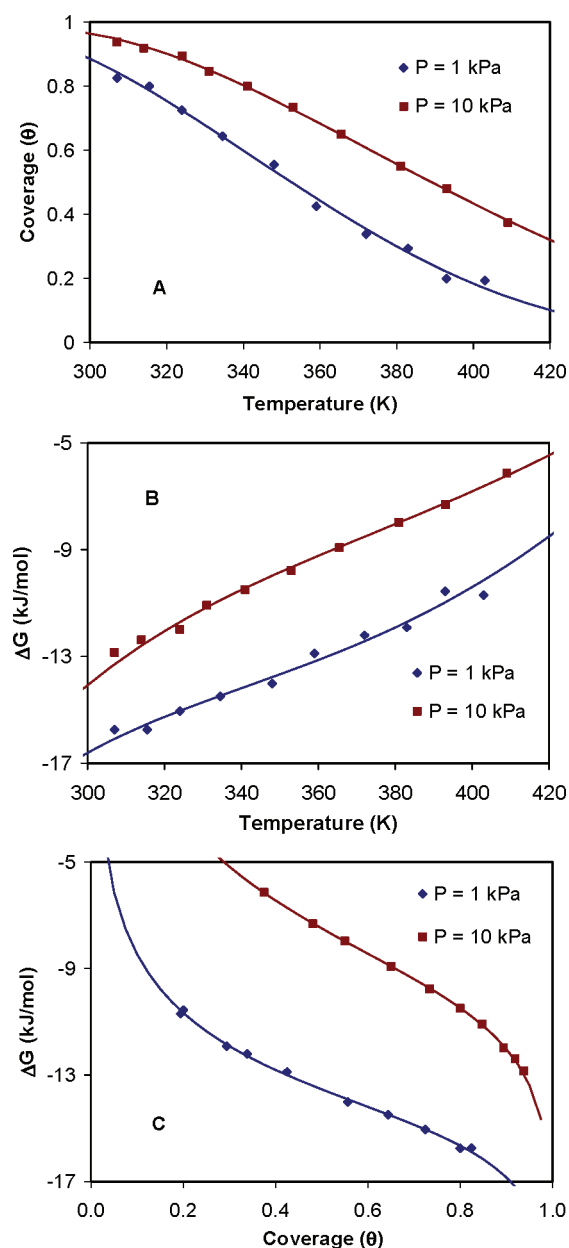 1
0.8
0.6
0.4
0.2
0
Coverage (θ)
P = 1 kPa
P = 10 kPa
A
300 320 340 360 380 400 420
Temperature (K)
-5
-9
-13
-17
ΔG (kJ/mol)
B
P = 1 kPa
P = 10 kPa
300 320 340 360 380 400 420
Temperature (K)
-5
-9
-13
-17
ΔG (kJ/mol)
P = 1 kPa
P = 10 kPa
C
0.0 0.2 0.4 0.6 0.8 1.0
Coverage (θ)